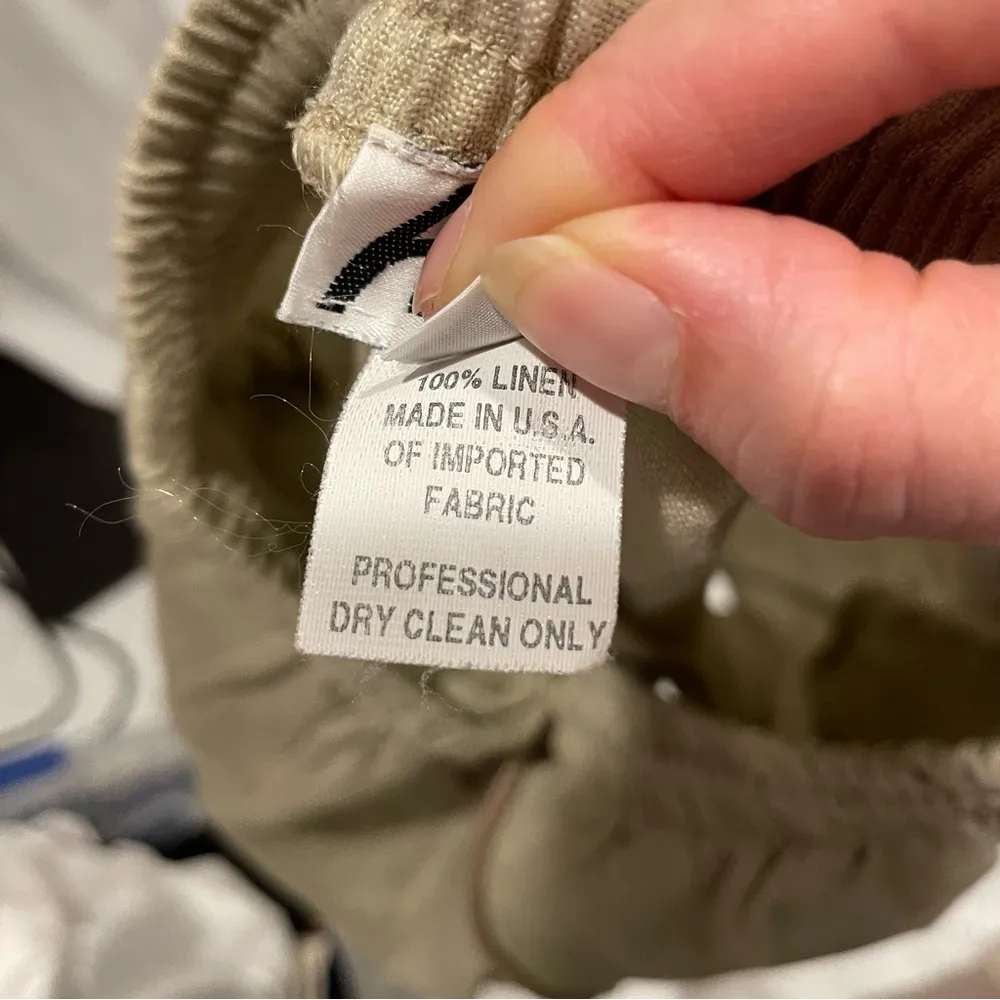 100% LINEN
MADE IN U.S.A.
OF IMPORTED
FABRIC
PROFESSIONAL
DRY CLEAN ONLY